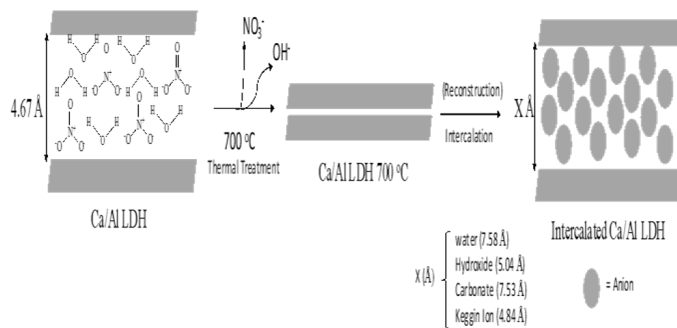 NO₃⁻
OH⁻
4.67 Å
700 °C
Thermal Treatment
(Reconstruction)
Intercalation
X Å
Ca/Al LDH
Ca/Al LDH 700 °C
Intercalated Ca/Al LDH
X (Å)
water (7.58 Å)
Hydroxide (5.04 Å)
Carbonate (7.53 Å)
Keggin Ion (4.84 Å)
= Anion